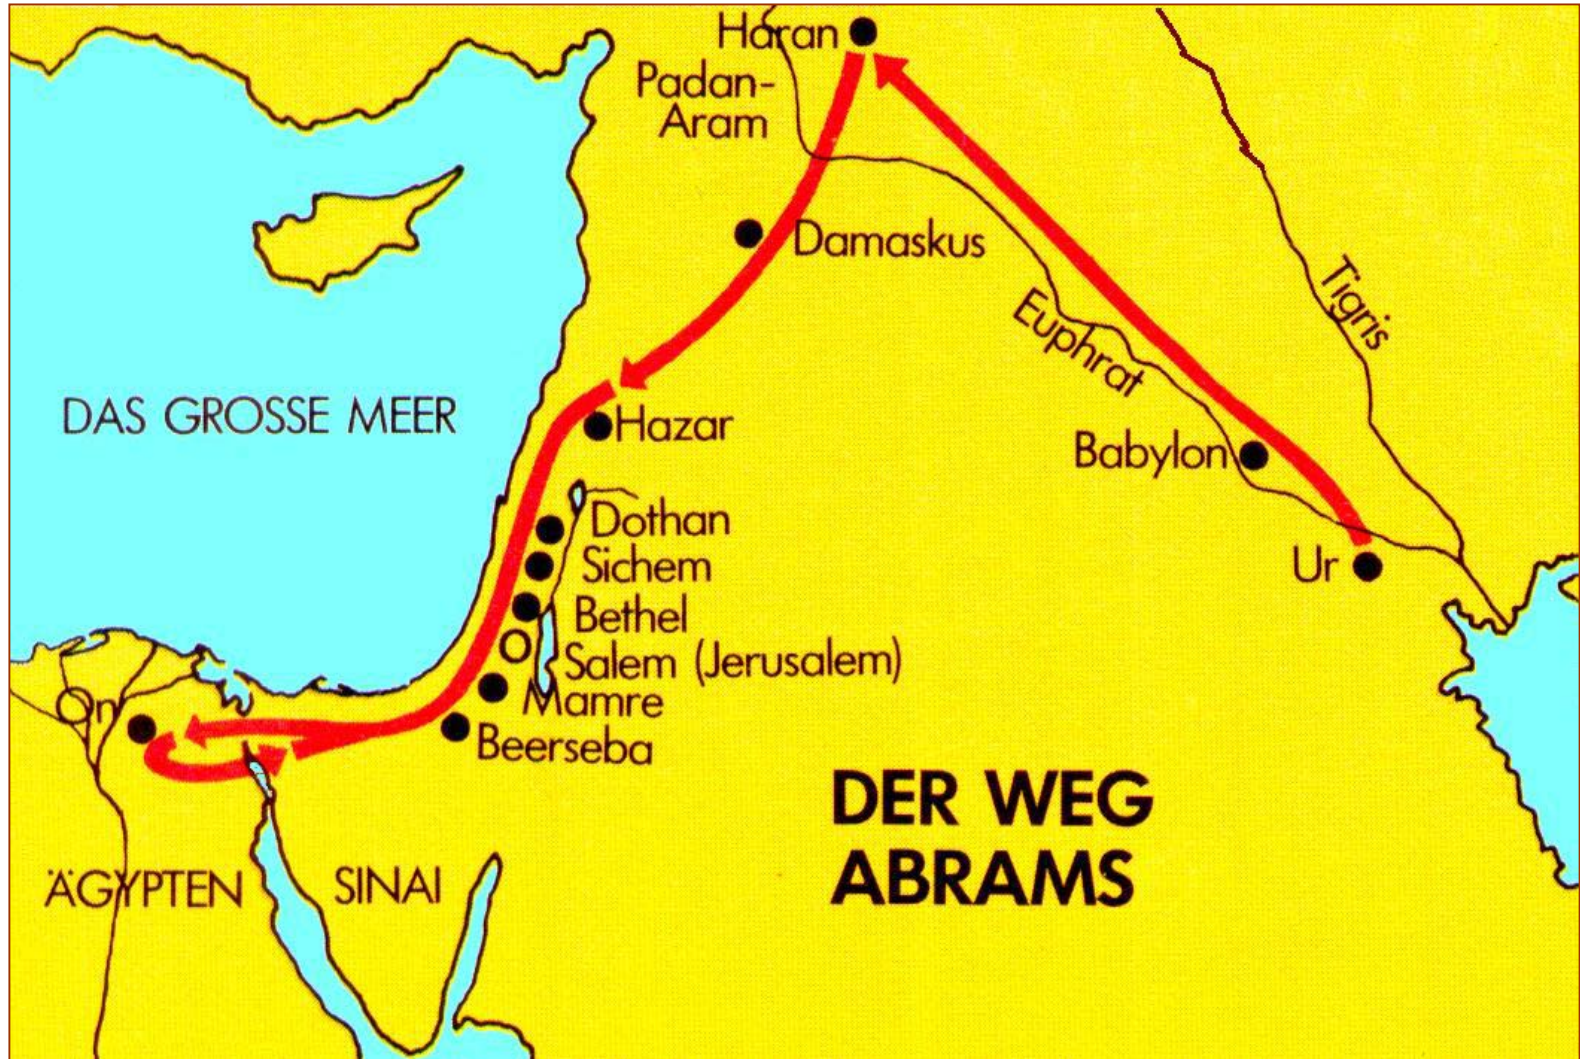 Haran
Padan-
Aram
Damaskus
Tigris
Euphrat
DAS GROSSE MEER
Hazar
Babylon
Dothan
Sichem
Ur
Bethel
Salem (Jerusalem)
Mamre
On
Beerseba
DER WEG
ABRAMS
ÄGYPTEN
SINAI